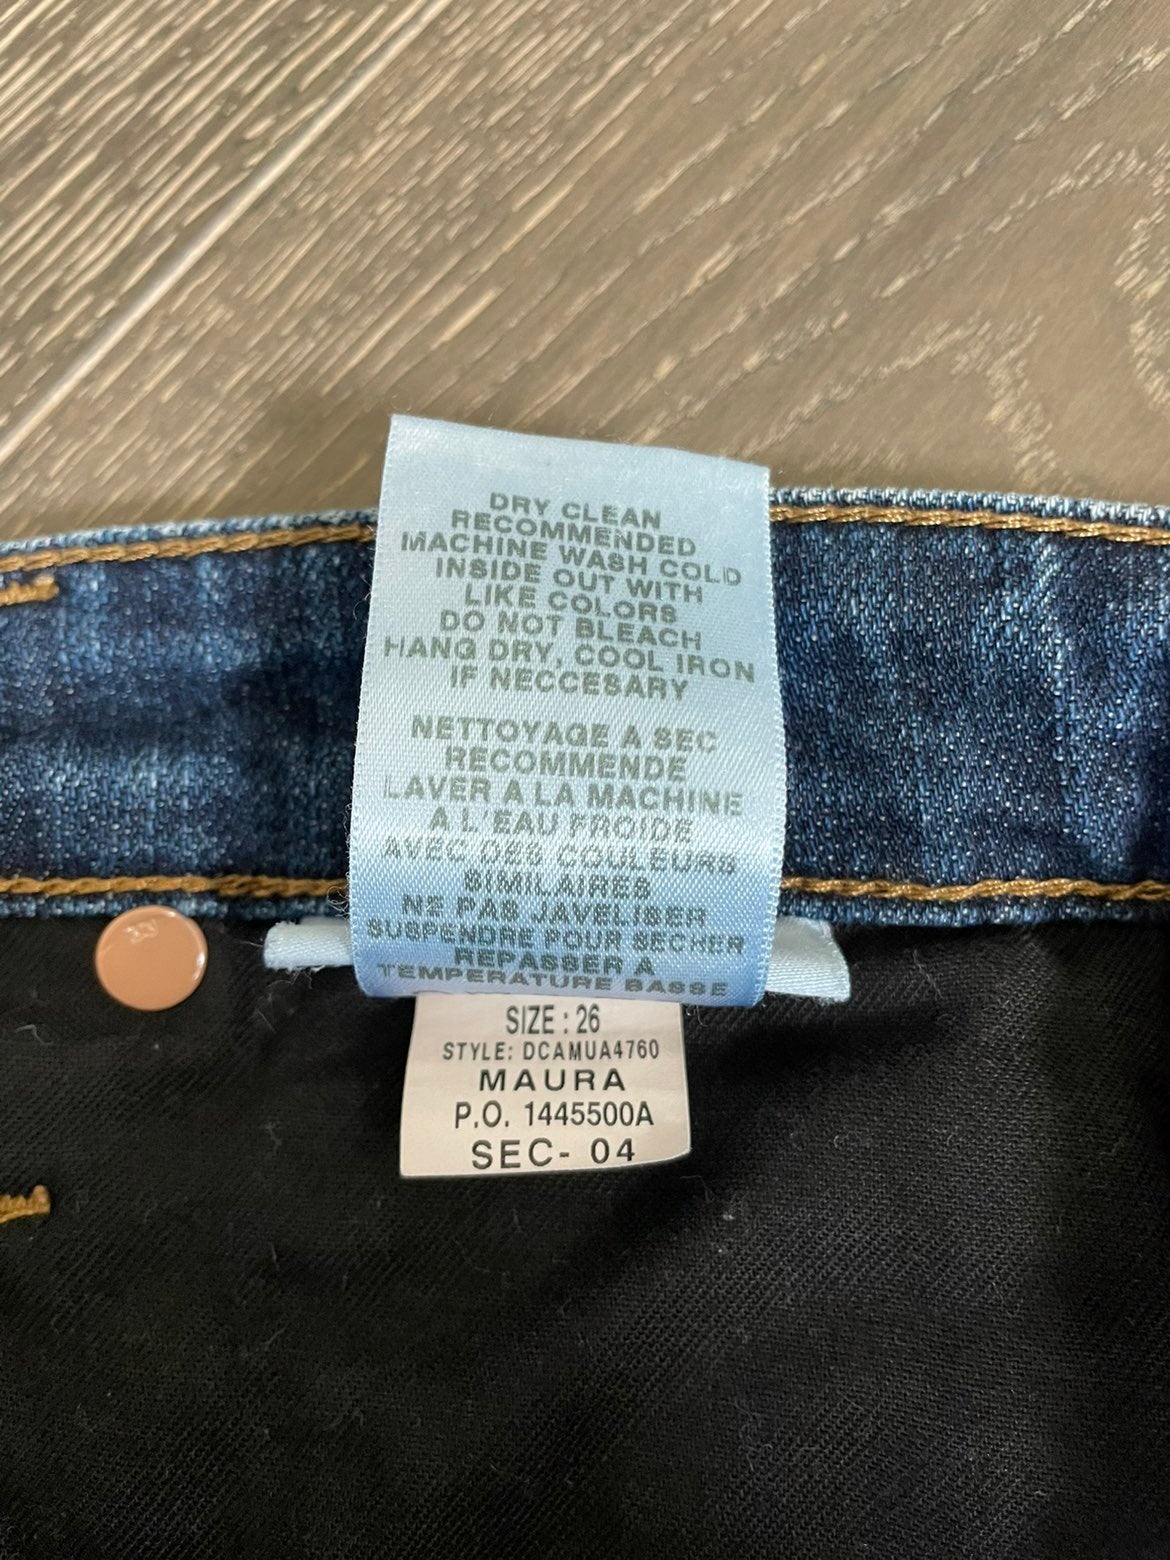 DRY CLEAN
RECOMMENDED
MACHINE WASH COLD
INSIDE OUT WITH
LIKE COLORS
DO NOT BLEACH
HANG DRY, COOL IRON
IF NECCESARY
NETTOYAGE A SEC
RECOMMENDE
LAVER A LA MACHINE
A L'EAU FROIDE
AVEC DES COULEURS
SIMILAIRES
NE PAS JAVELISER
SUSPENDRE POUR SECHER
REPASSER A
TEMPERATURE BASSE
SIZE : 26
STYLE: DCAMUA4760
MAURA
P.O. 1445500A
SEC- 04